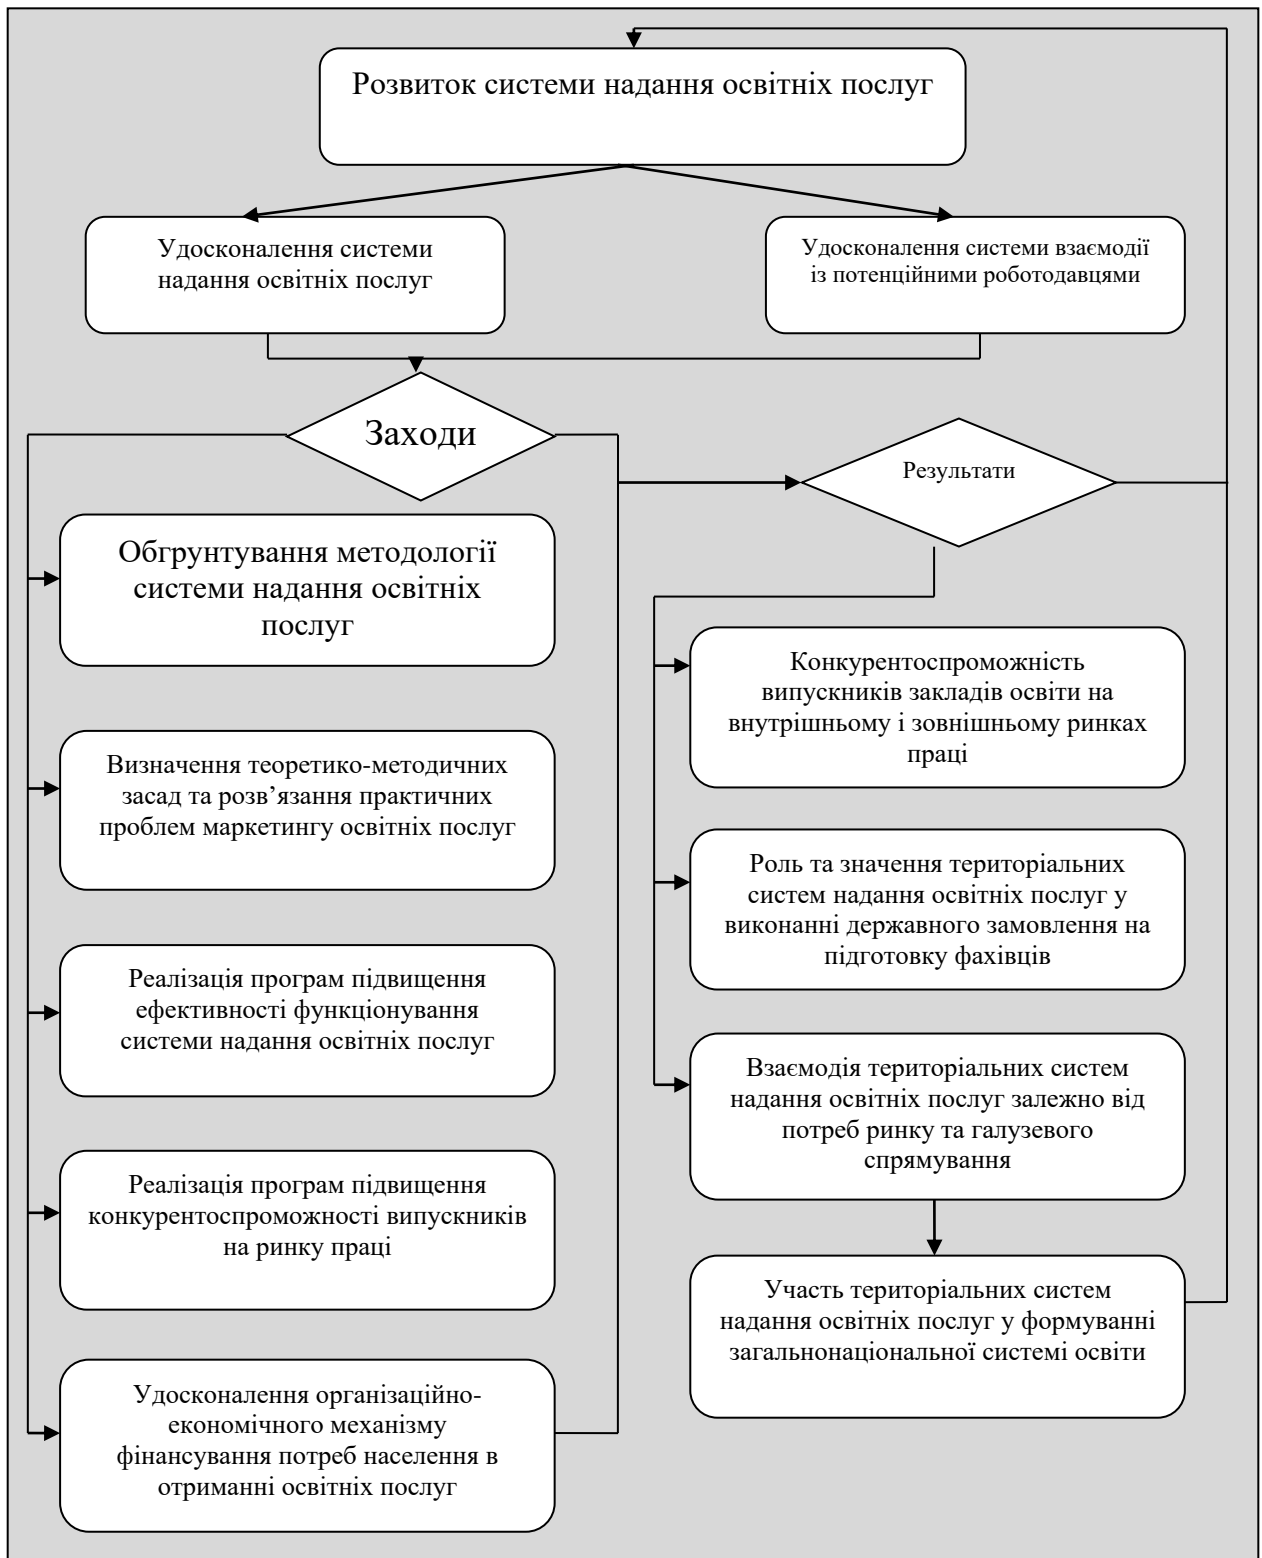 Розвиток системи надання освітніх послуг
Удосконалення системи
надання освітніх послуг
Удосконалення системи взаємодії
із потенційними роботодавцями
Заходи
Результати
Обгрунтування методології
системи надання освітніх
послуг
Визначення теоретико-методичних
засад та розв’язання практичних
проблем маркетингу освітніх послуг
Реалізація програм підвищення
ефективності функціонування
системи надання освітніх послуг
Реалізація програм підвищення
конкурентоспроможності випускників
на ринку праці
Удосконалення організаційно-
економічного механізму
фінансування потреб населення в
отриманні освітніх послуг
Конкурентоспроможність
випускників закладів освіти на
внутрішньому і зовнішньому ринках
праці
Роль та значення територіальних
систем надання освітніх послуг у
виконанні державного замовлення на
підготовку фахівців
Взаємодія територіальних систем
надання освітніх послуг залежно від
потреб ринку та галузевого
спрямування
Участь територіальних систем
надання освітніх послуг у формуванні
загальнонаціональної системі освіти